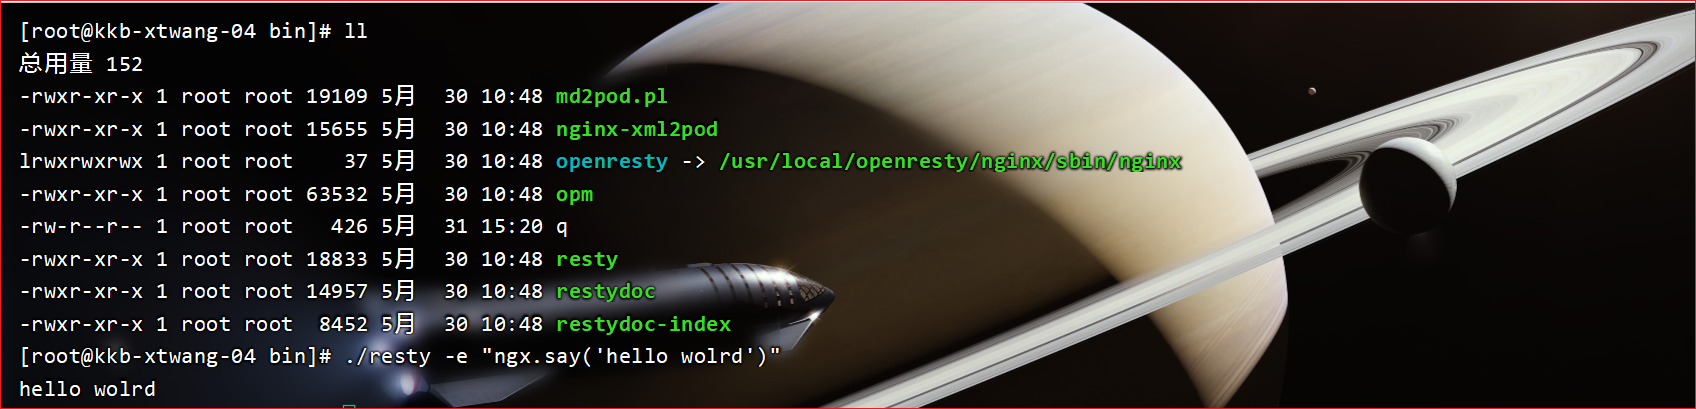 [root@kkb-xtwang-04 bin]# ll
总用量 152
-rwxr-xr-x 1 root root 19109 5月  30 10:48 md2pod.pl
-rwxr-xr-x 1 root root 15655 5月  30 10:48 nginx-xml2pod
lrwxrwxrwx 1 root root    37 5月  30 10:48 openresty -> /usr/local/openresty/nginx/sbin/nginx
-rwxr-xr-x 1 root root 63532 5月  30 10:48 opm
-rw-r--r-- 1 root root   426 5月  31 15:20 q
-rwxr-xr-x 1 root root 18833 5月  30 10:48 resty
-rwxr-xr-x 1 root root 14957 5月  30 10:48 restydoc
-rwxr-xr-x 1 root root  8452 5月  30 10:48 restydoc-index
[root@kkb-xtwang-04 bin]# ./resty -e "ngx.say('hello wolrd')"
hello wolrd